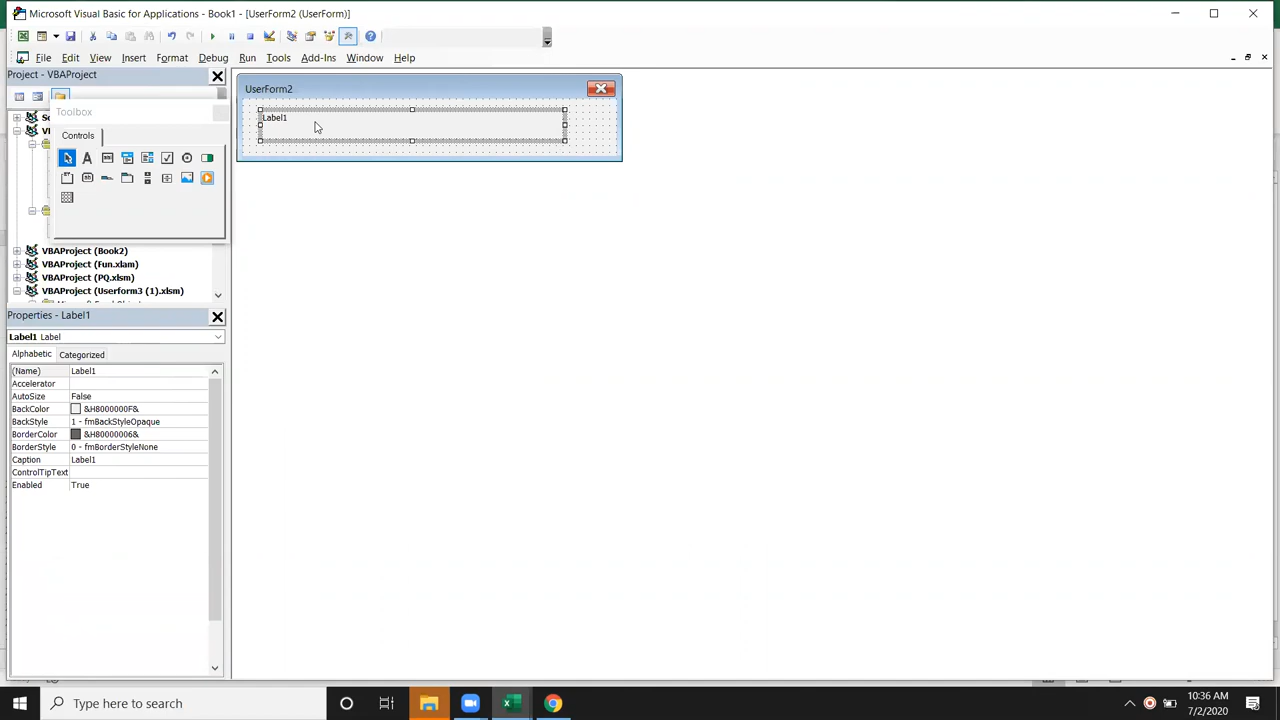 Microsoft Visual Basic for Applications - Book1 - [UserForm2 (UserForm)]
File Edit View Insert Format Debug Run Tools Add-Ins Window Help
Project - VBAProject
Toolbox
Controls
VBAProject (Book2)
VBAProject (Fun.xlam)
VBAProject (PQ.xlsm)
VBAProject (Userform3 (1).xlsm)
UserForm2
Label1
Properties - Label1
Label1 Label
Alphabetic Categorized
(Name) Label1
Accelerator
AutoSize False
BackColor &H8000000F&
BackStyle 1 - fmBackStyleOpaque
BorderColor &H80000006&
BorderStyle 0 - fmBorderStyleNone
Caption Label1
ControlTipText
Enabled True
Type here to search
10:36 AM
7/2/2020